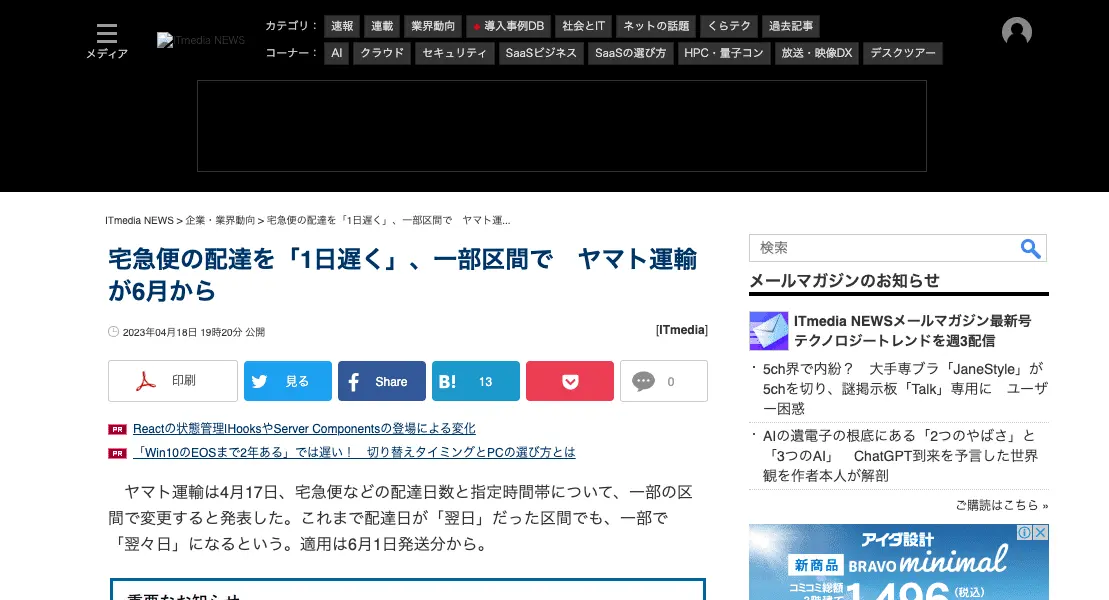 メディア
ITmedia NEWS
カテゴリ： 速報 連載 業界動向 ●導入事例DB 社会とIT ネットの話題 くらテク 過去記事
コーナー： AI クラウド セキュリティ SaaSビジネス SaaSの選び方 HPC・量子コン 放送・映像DX デスクツアー
ITmedia NEWS > 企業・業界動向 > 宅急便の配達を「1日遅く」、一部区間で　ヤマト運...
宅急便の配達を「1日遅く」、一部区間で　ヤマト運輸
が6月から
2023年04月18日 19時20分 公開
[ITmedia]
印刷 見る Share B! 13 0
PR Reactの状態管理IHooksやServer Componentsの登場による変化
PR 「Win10のEOSまで2年ある」では遅い！　切り替えタイミングとPCの選び方とは
ヤマト運輸は4月17日、宅急便などの配達日数と指定時間帯について、一部の区
間で変更すると発表した。これまで配達日が「翌日」だった区間でも、一部で
「翌々日」になるという。適用は6月1日発送分から。
重要なお知らせ
検索
メールマガジンのお知らせ
ITmedia NEWSメールマガジン最新号
テクノロジートレンドを週3配信
・5ch界で内紛？　大手専ブラ「JaneStyle」が
5chを切り、謎掲示板「Talk」専用に　ユーザ
ー困惑
・AIの遺電子の根底にある「2つのやばさ」と
「3つのAI」　ChatGPT到来を予言した世界
観を作者本人が解剖
ご購読はこちら »
アイダ設計
新商品 BRAVO minimal
コミコミ総額
1,496 (税込)